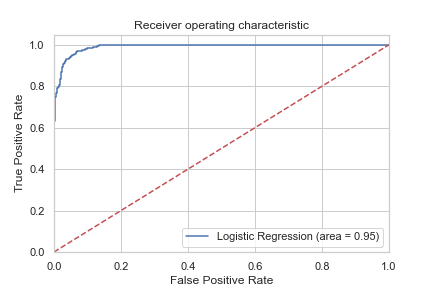 Receiver operating characteristic
1.0
0.8
0.6
0.4
0.2
0.0
True Positive Rate
Logistic Regression (area = 0.95)
0.0 0.2 0.4 0.6 0.8 1.0
False Positive Rate